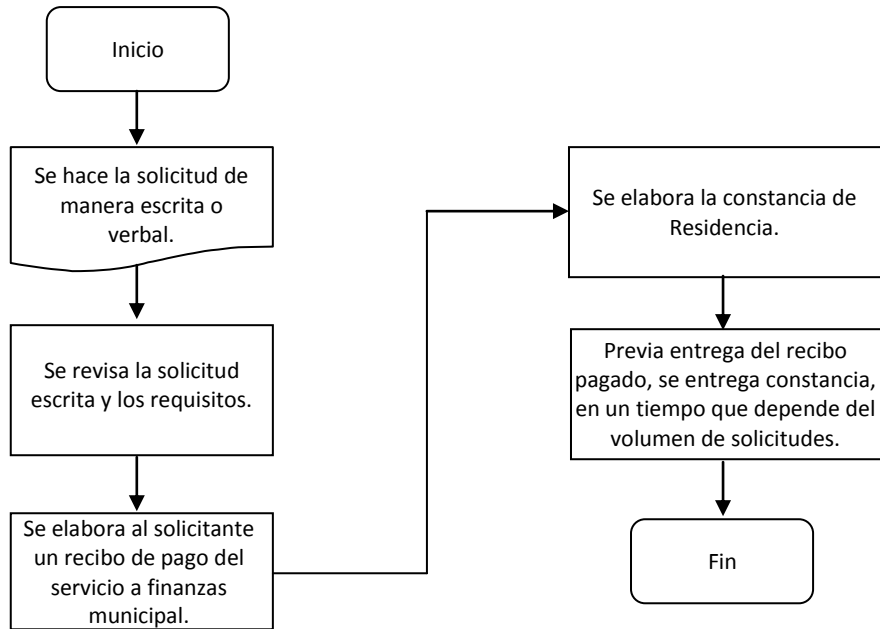 Inicio
Se hace la solicitud de
manera escrita o
verbal.
Se revisa la solicitud
escrita y los requisitos.
Se elabora al solicitante
un recibo de pago del
servicio a finanzas
municipal.
Se elabora la constancia de
Residencia.
Previa entrega del recibo
pagado, se entrega constancia,
en un tiempo que depende del
volumen de solicitudes.
Fin